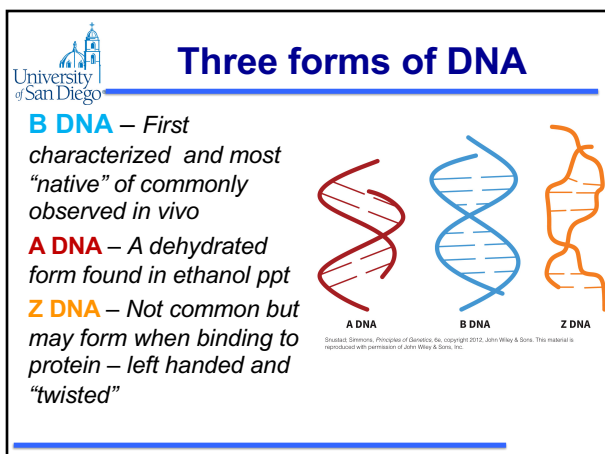 University
of San Diego
Three forms of DNA
B DNA – First
characterized and most
“native” of commonly
observed in vivo
A DNA – A dehydrated
form found in ethanol ppt
Z DNA – Not common but
may form when binding to
protein – left handed and
“twisted”
A DNA
B DNA
Z DNA
Snustad, Simmons, Principles of Genetics, 6e, copyright 2012, John Wiley & Sons. This material is
reproduced with permission of John Wiley & Sons, Inc.